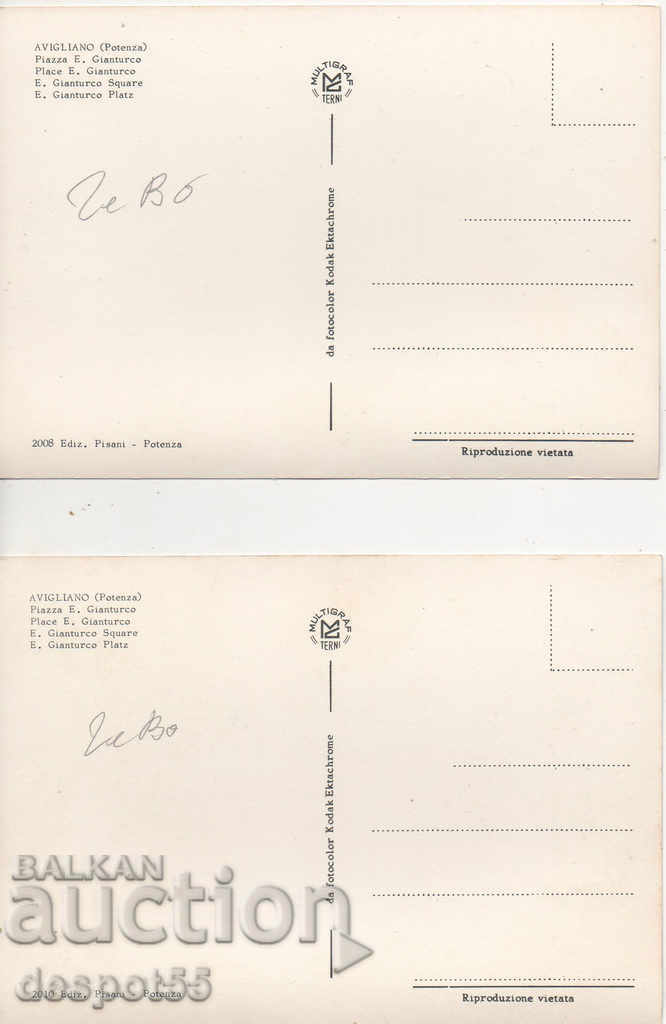 AVIGLIANO (Potenza)
Piazza E. Gianturco
Place E. Gianturco
E. Gianturco Square
E. Gianturco Platz
MULTIGRAF
TERNI
da fotocolor Kodak Ektachrome
2008 Ediz. Pisani - Potenza
Riproduzione vietata
AVIGLIANO (Potenza)
Piazza E. Gianturco
Place E. Gianturco
E. Gianturco Square
E. Gianturco Platz
MULTIGRAF
TERNI
da fotocolor Kodak Ektachrome
BALKAN
auction
despot55
2010 Ediz. Pisani - Potenza
Riproduzione vietata